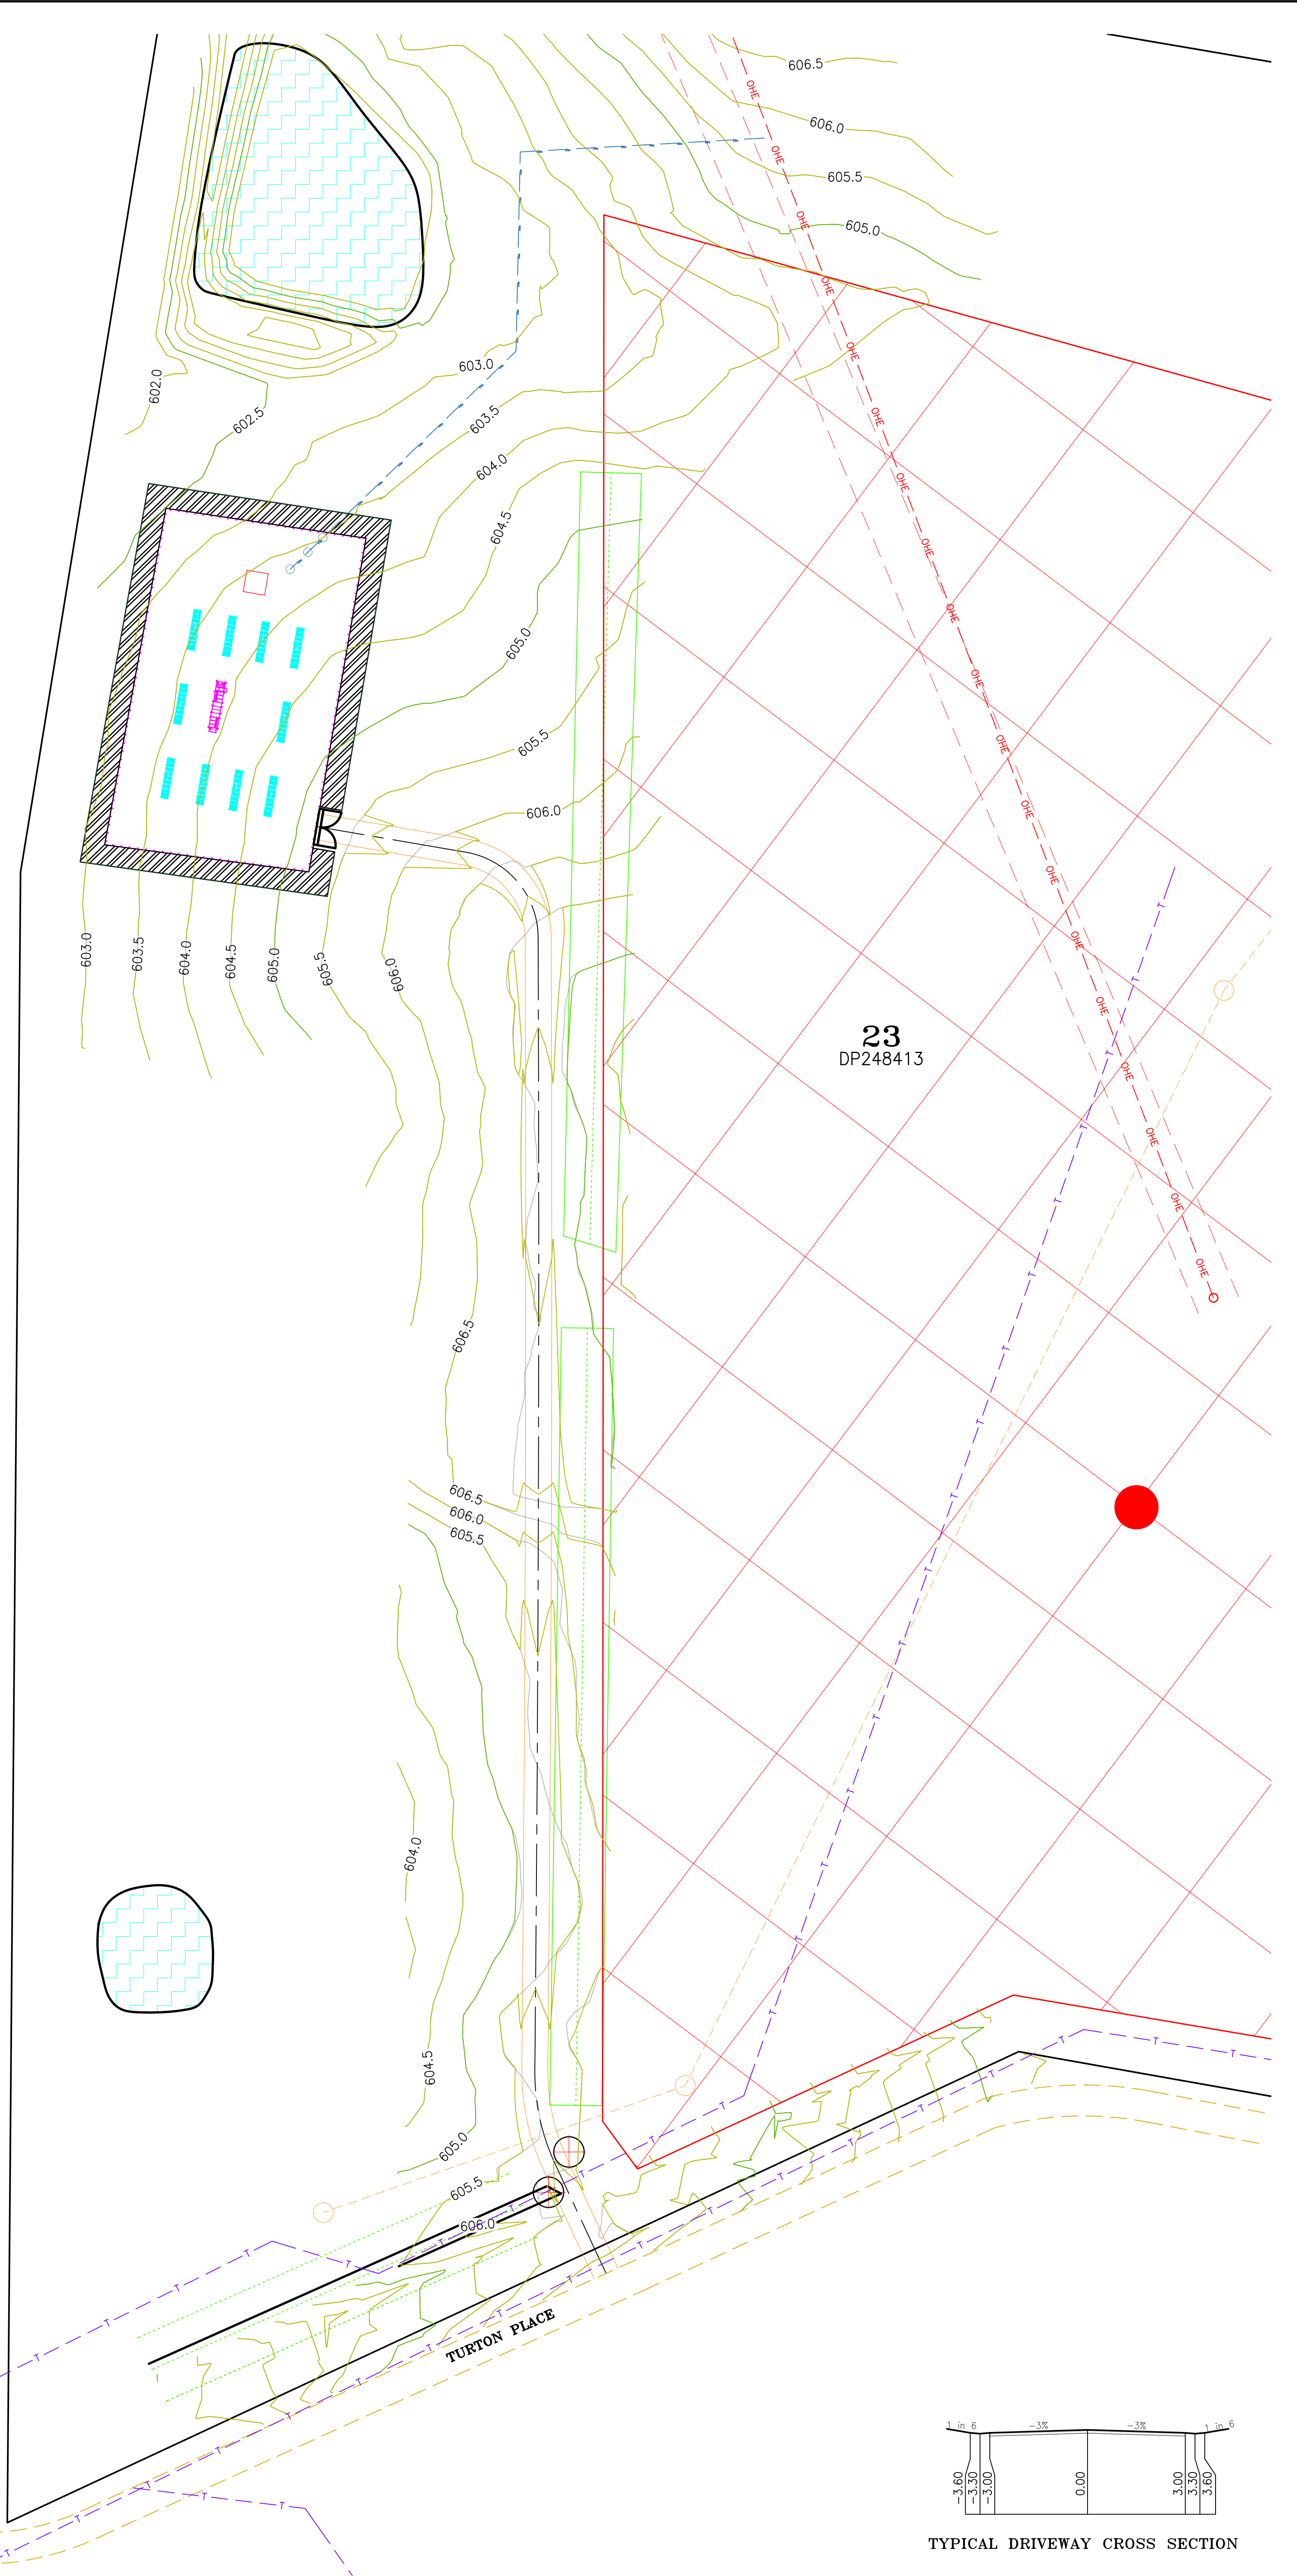 606.5
OHE
606.0
OHE
605.5
OHE
605.0
OHE
OHE
603.0
602.0
OHE
603.5
602.5
604.0
OHE
604.5
OHE
OHE
605.0
OHE
605.5
OHE
606.0
OHE
OHE
T
OHE
603.0
603.5
604.0
604.5
605.0
605.5
606.0
T
OHE
23
DP248413
T
OHE
T
OHE
T
OHE
OHE
T
606.5
T
T
606.5
606.0
605.5
T
T
T
T
604.0
T
T
T
T
T
604.5
T
T
605.0
T
605.5
T
606.0
T
T
T
T
T
TURTON PLACE
T
T
T
T
T
T
T
T
1 in 6
-3%
-3%
1 in 6
-3.60
-3.30
-3.00
0.00
3.00
3.30
3.60
TYPICAL DRIVEWAY CROSS SECTION